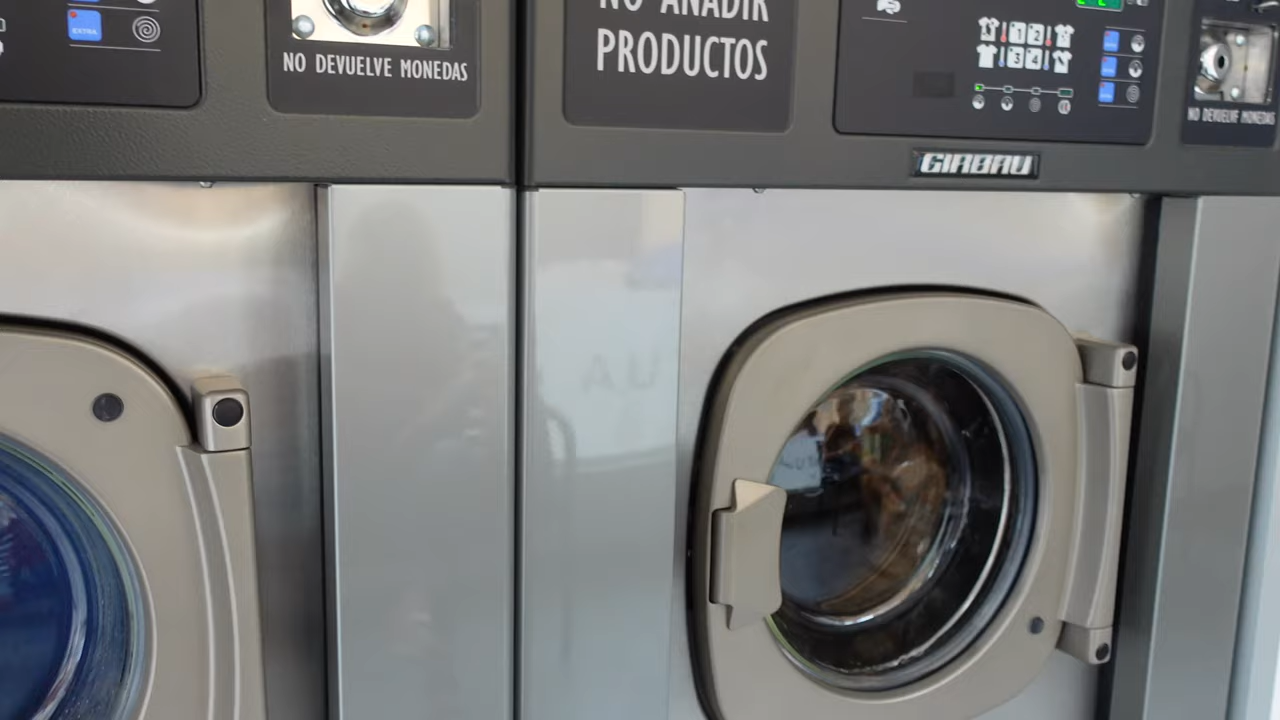 EXTRA
NO DEVUELVE MONEDAS
NO AÑADIR
PRODUCTOS
1 2
3 4
GIRBAU
NO DEVUELVE MONEDAS